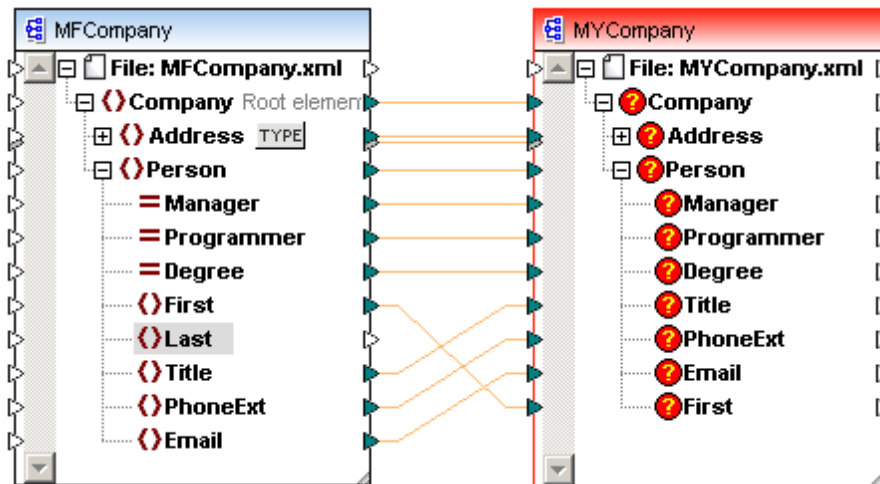 MFCompany
File: MFCompany.xml
Company Root element
Address TYPE
Person
Manager
Programmer
Degree
First
Last
Title
PhoneExt
Email
MYCompany
File: MYCompany.xml
Company
Address
Person
Manager
Programmer
Degree
Title
PhoneExt
Email
First